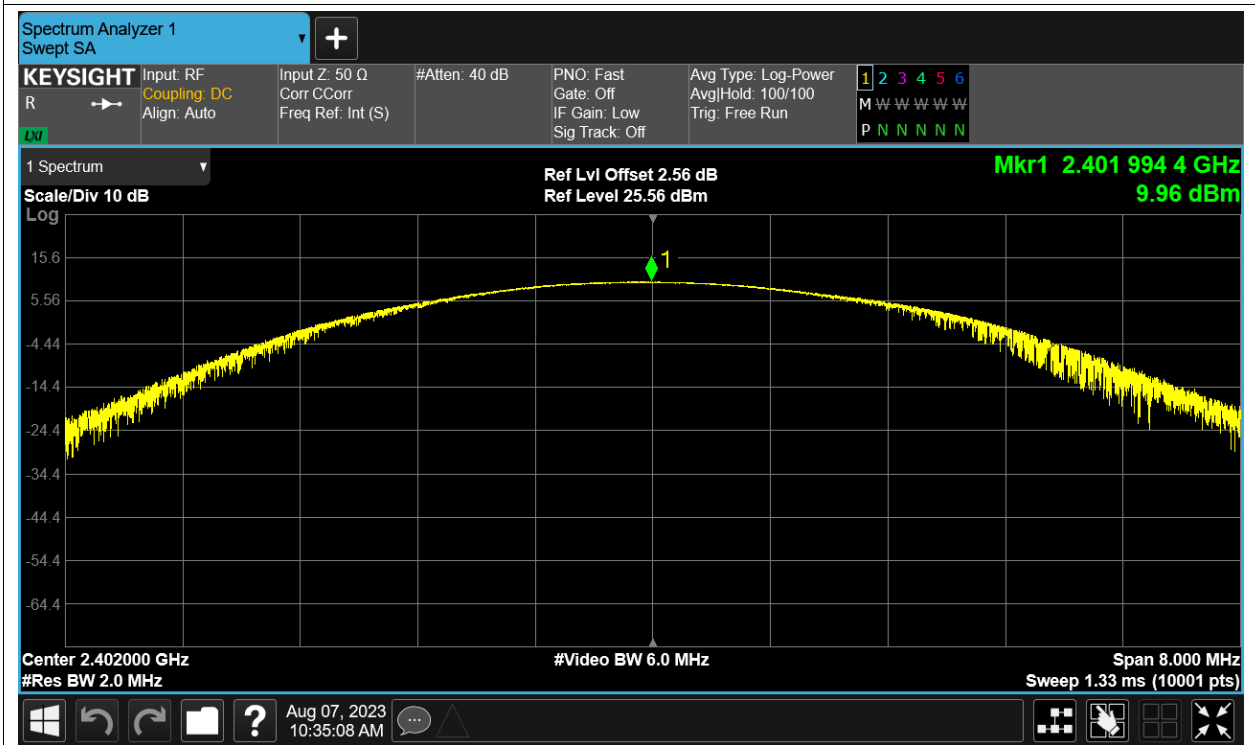 Spectrum Analyzer 1
Swept SA
KEYSIGHT
R
LXI
Input: RF
Coupling: DC
Align: Auto
Input Z: 50 Ω
Corr CCorr
Freq Ref: Int (S)
#Atten: 40 dB
PNO: Fast
Gate: Off
IF Gain: Low
Sig Track: Off
Avg Type: Log-Power
Avg|Hold: 100/100
Trig: Free Run
1 2 3 4 5 6
M W W W W W
P N N N N N
1 Spectrum
Scale/Div 10 dB
Log
Ref Lvl Offset 2.56 dB
Ref Level 25.56 dBm
Mkr1 2.401 994 4 GHz
9.96 dBm
1
15.6
5.56
-4.44
-14.4
-24.4
-34.4
-44.4
-54.4
-64.4
Center 2.402000 GHz
#Res BW 2.0 MHz
#Video BW 6.0 MHz
Span 8.000 MHz
Sweep 1.33 ms (10001 pts)
?
Aug 07, 2023
10:35:08 AM